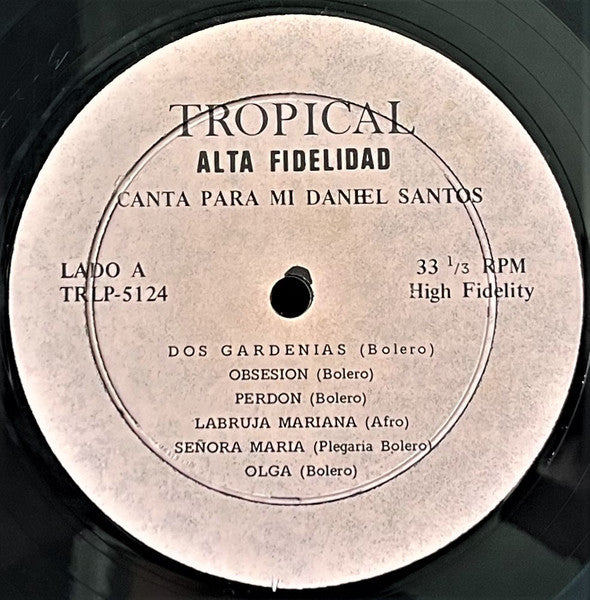 TROPICAL
ALTA FIDELIDAD
CANTA PARA MI DANIEL SANTOS
LADO A
TRLP-5124
33 1/3 RPM
High Fidelity
DOS GARDENIAS (Bolero)
OBSESION (Bolero)
PERDON (Bolero)
LABRUJA MARIANA (Afro)
SEÑORA MARIA (Plegaria Bolero)
OLGA (Bolero)